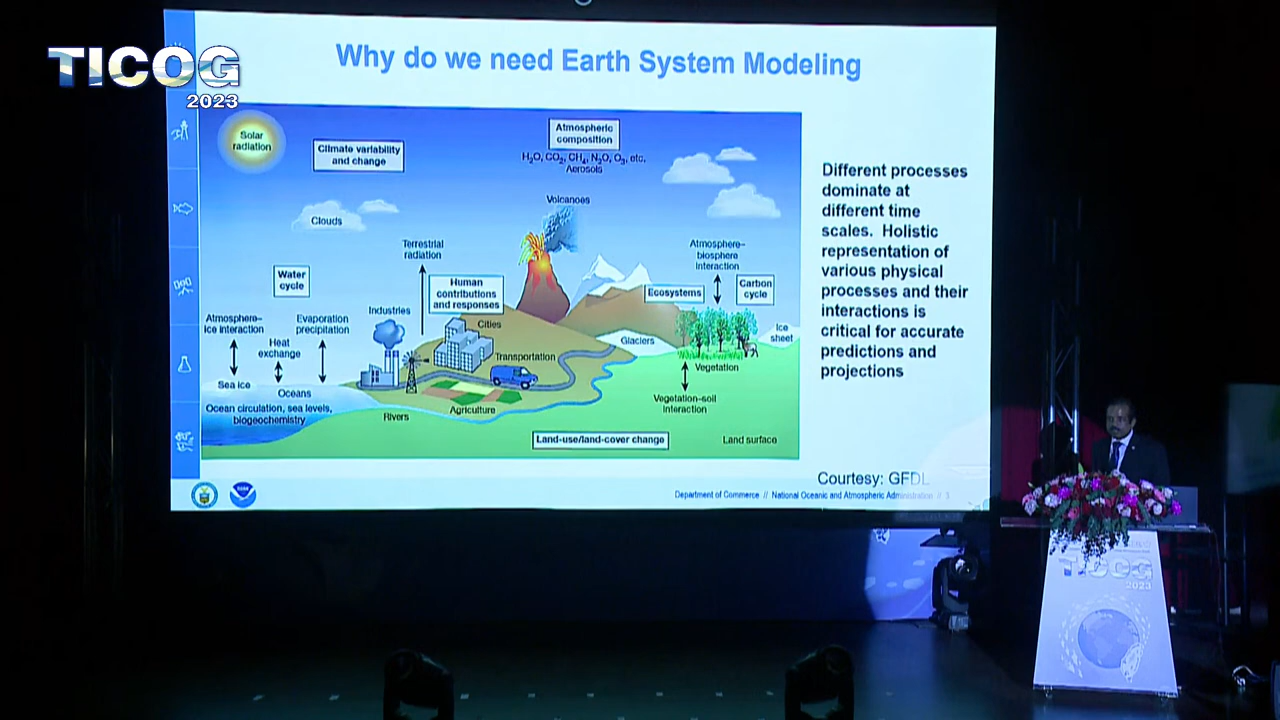 TICOG
2023
Why do we need Earth System Modeling
Solar
radiation
Climate variability
and change
Atmospheric
composition
H₂O, CO₂, CH₄, N₂O, O₃, etc.
Aerosols
Clouds
Volcanoes
Terrestrial
radiation
Atmosphere–
biosphere
interaction
Water
cycle
Human
contributions
and responses
Ecosystems
Carbon
cycle
Atmosphere–
ice interaction
Evaporation
precipitation
Industries
Heat
exchange
Cities
Glaciers
Ice
sheet
Transportation
Vegetation
Sea ice
Oceans
Ocean circulation, sea levels,
biogeochemistry
Rivers
Agriculture
Vegetation-soil
interaction
Land-use/land-cover change
Land surface
Different processes
dominate at
different time
scales. Holistic
representation of
various physical
processes and their
interactions is
critical for accurate
predictions and
projections
Courtesy: GFDL
Department of Commerce // National Oceanic and Atmospheric Administration // 3
TICOG
2023